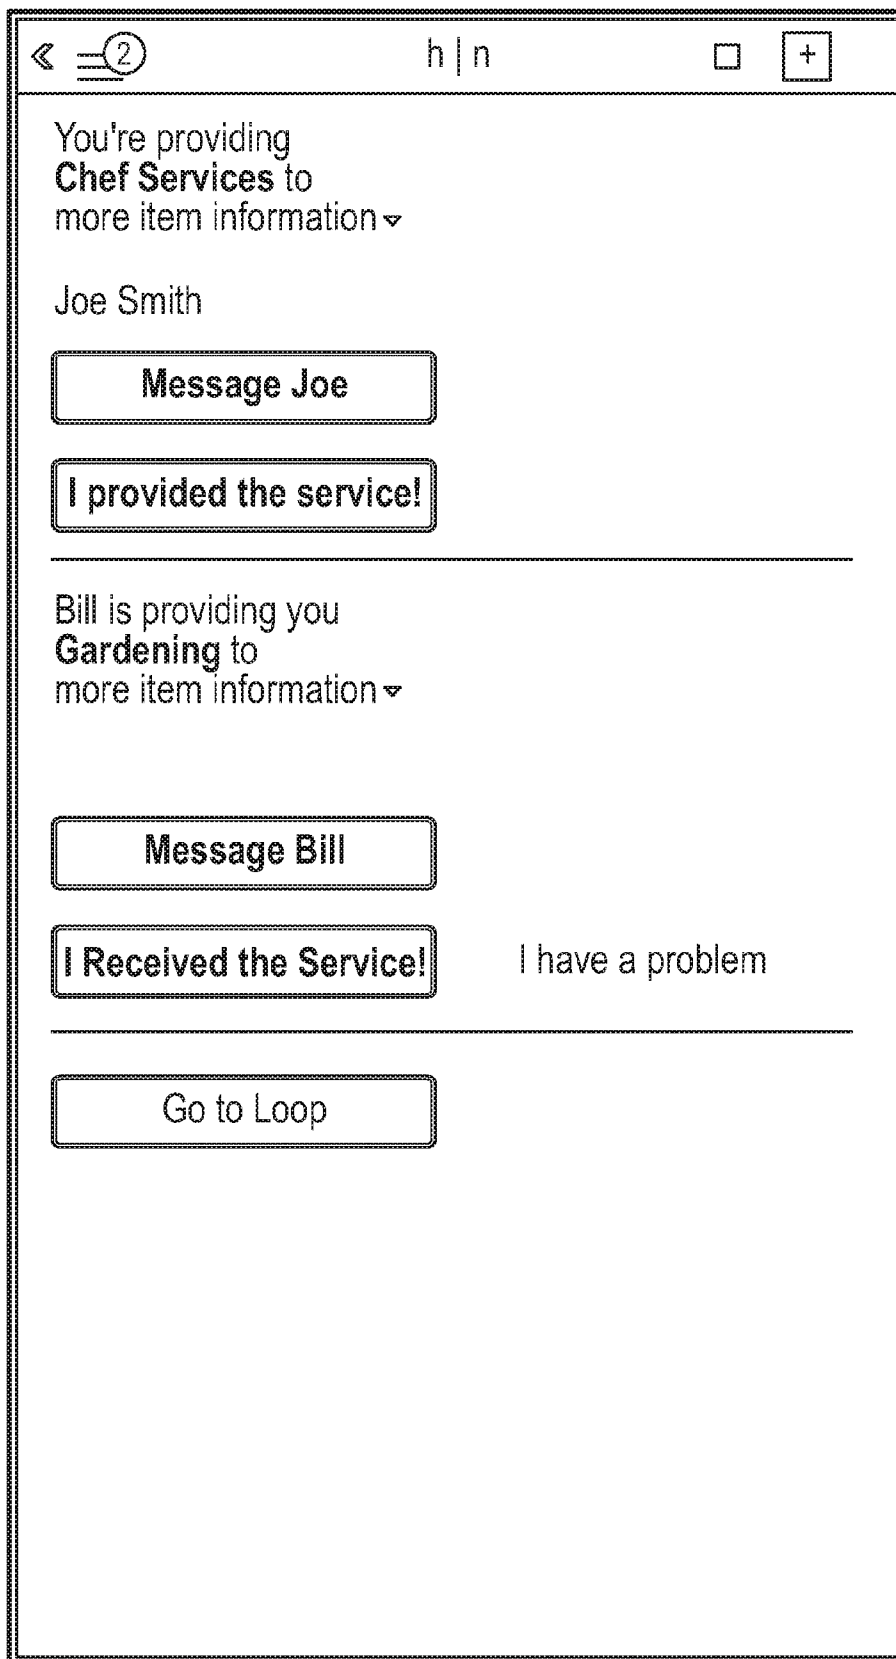 2 h | n +
You're providing
Chef Services to
more item information
Joe Smith
Message Joe
I provided the service!
Bill is providing you
Gardening to
more item information
Message Bill
I Received the Service! I have a problem
Go to Loop